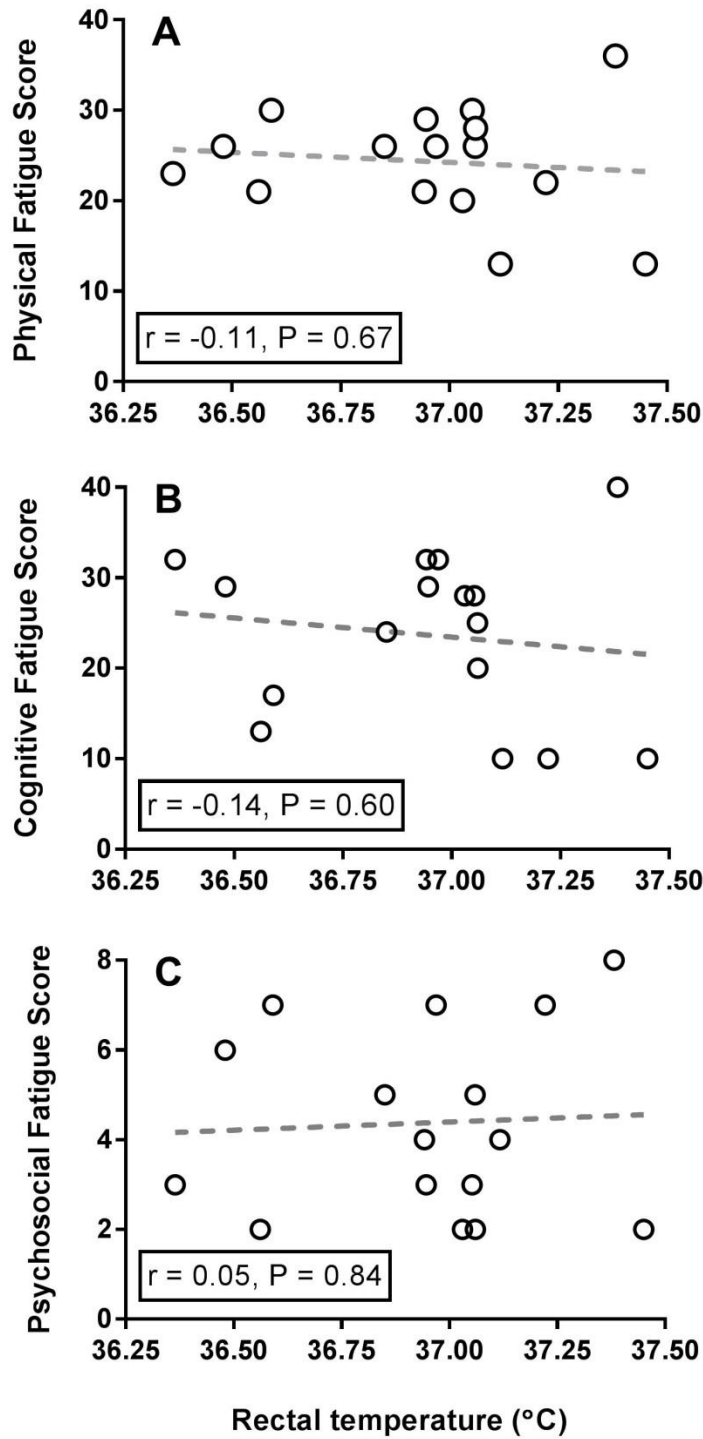 A
Physical Fatigue Score
40
30
20
10
0
r = -0.11, P = 0.67
36.25 36.50 36.75 37.00 37.25 37.50
B
Cognitive Fatigue Score
40
30
20
10
0
r = -0.14, P = 0.60
36.25 36.50 36.75 37.00 37.25 37.50
C
Psychosocial Fatigue Score
8
6
4
2
0
r = 0.05, P = 0.84
36.25 36.50 36.75 37.00 37.25 37.50
Rectal temperature (°C)